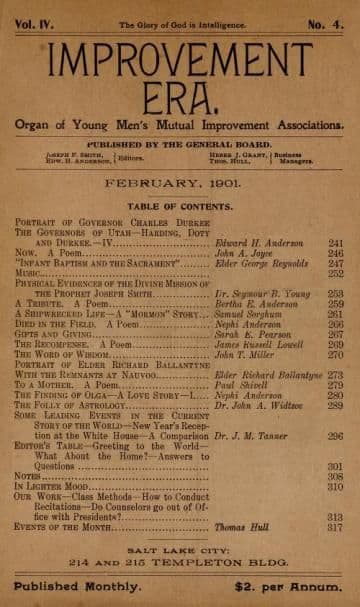 Vol. IV. The Glory of God is Intelligence. No. 4.
IMPROVEMENT
ERA.
Organ of Young Men's Mutual Improvement Associations.
PUBLISHED BY THE GENERAL BOARD.
JOSEPH F. SMITH, EDW. H. ANDERSON, } Editors. HEBER J. GRANT, THOS. HULL, } Business Managers.
FEBRUARY, 1901.
TABLE OF CONTENTS.
PORTRAIT OF GOVERNOR CHARLES DURKEE
THE GOVERNORS OF UTAH—HARDING, DOTY
AND DURKEE.—IV. Edward H. Anderson 241
NOW. A Poem. John A. Joyce 246
"INFANT BAPTISM AND THE SACRAMENT" Elder George Reynolds 247
MUSIC 252
PHYSICAL EVIDENCES OF THE DIVINE MISSION OF
THE PROPHET JOSEPH SMITH. Dr. Seymour B. Young 253
A TRIBUTE. A Poem. Bertha E. Anderson 259
A SHIPWRECKED LIFE—A "MORMON" STORY. Samuel Sorghum 261
DIED IN THE FIELD. A Poem. Nephi Anderson 266
GIFTS AND GIVING. Sarah E. Pearson 267
THE RECOMPENSE. A Poem. James Russell Lowell 269
THE WORD OF WISDOM. John T. Miller 270
PORTRAIT OF ELDER RICHARD BALLANTYNE
WITH THE REMNANTS AT NAUVOO. Elder Richard Ballantyne 273
TO A MOTHER. A Poem. Paul Shivell 279
THE FINDING OF OLGA—A LOVE STORY—I. Nephi Anderson 280
THE FOLLY OF ASTROLOGY. Dr. John A. Widtsoe 289
SOME LEADING EVENTS IN THE CURRENT
STORY OF THE WORLD—New Year's Recep-
tion at the White House—A Comparison Dr. J. M. Tanner 296
EDITOR'S TABLE—Greeting to the World—
What About the Home?—Answers to
Questions 301
NOTES 308
IN LIGHTER MOOD 310
OUR WORK—Class Methods—How to Conduct
Recitations—Do Counselors go out of Of-
fice with Presidents? 313
EVENTS OF THE MONTH. Thomas Hull 317
SALT LAKE CITY:
214 AND 215 TEMPLETON BLDG.
Published Monthly. $2. per Annum.